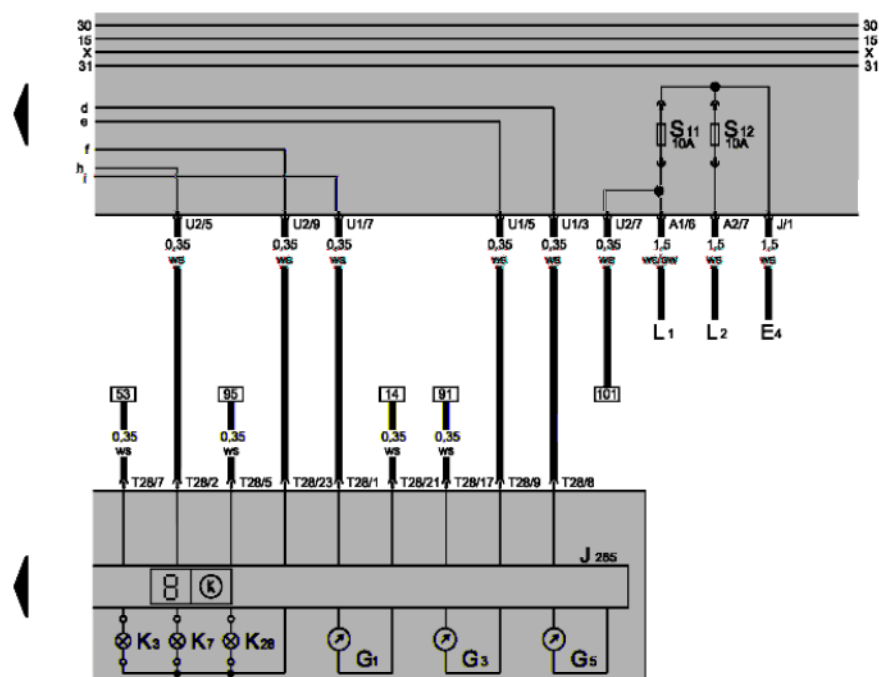 30 30
15 15
X X
31 31
d
e
f
h
i
S11 10A S12 10A
U2/5 U2/9 U1/7 U1/5 U1/3 U2/7 A1/6 A2/7 J/1
0,35 0,35 0,35 0,35 0,35 0,35 1,5 1,5 1,5
ws ws ws ws ws ws ws/sw ws ws
L1 L2 E4
53 95 14 91 101
0,35 0,35 0,35 0,35
ws ws ws ws
T28/7 T28/2 T28/5 T28/23 T28/1 T28/21 T28/17 T28/9 T28/8
J285
8 K
K3 K7 K28 G1 G3 G5